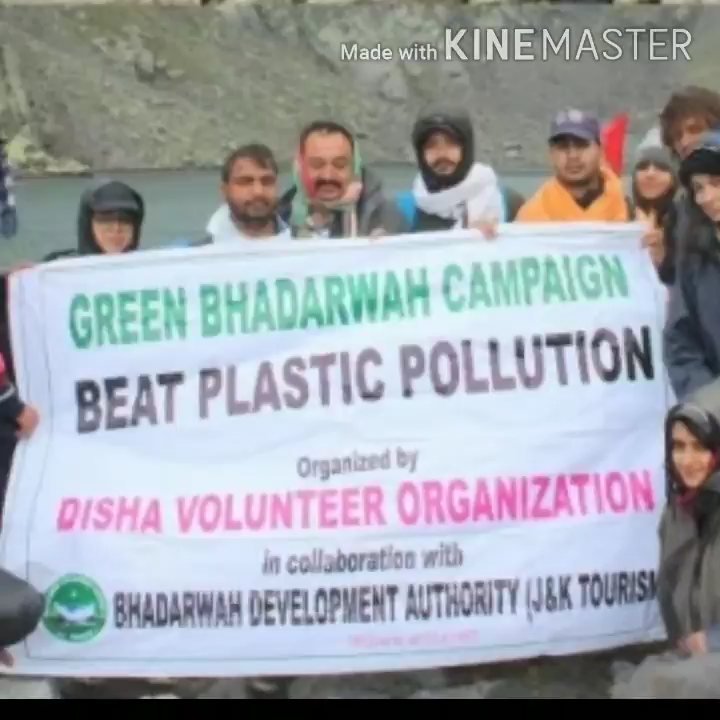 Made with KINEMASTER
GREEN BHADARWAH CAMPAIGN
BEAT PLASTIC POLLUTION
Organized by
DISHA VOLUNTEER ORGANIZATION
in collaboration with
BHADARWAH DEVELOPMENT AUTHORITY (J&K TOURISM